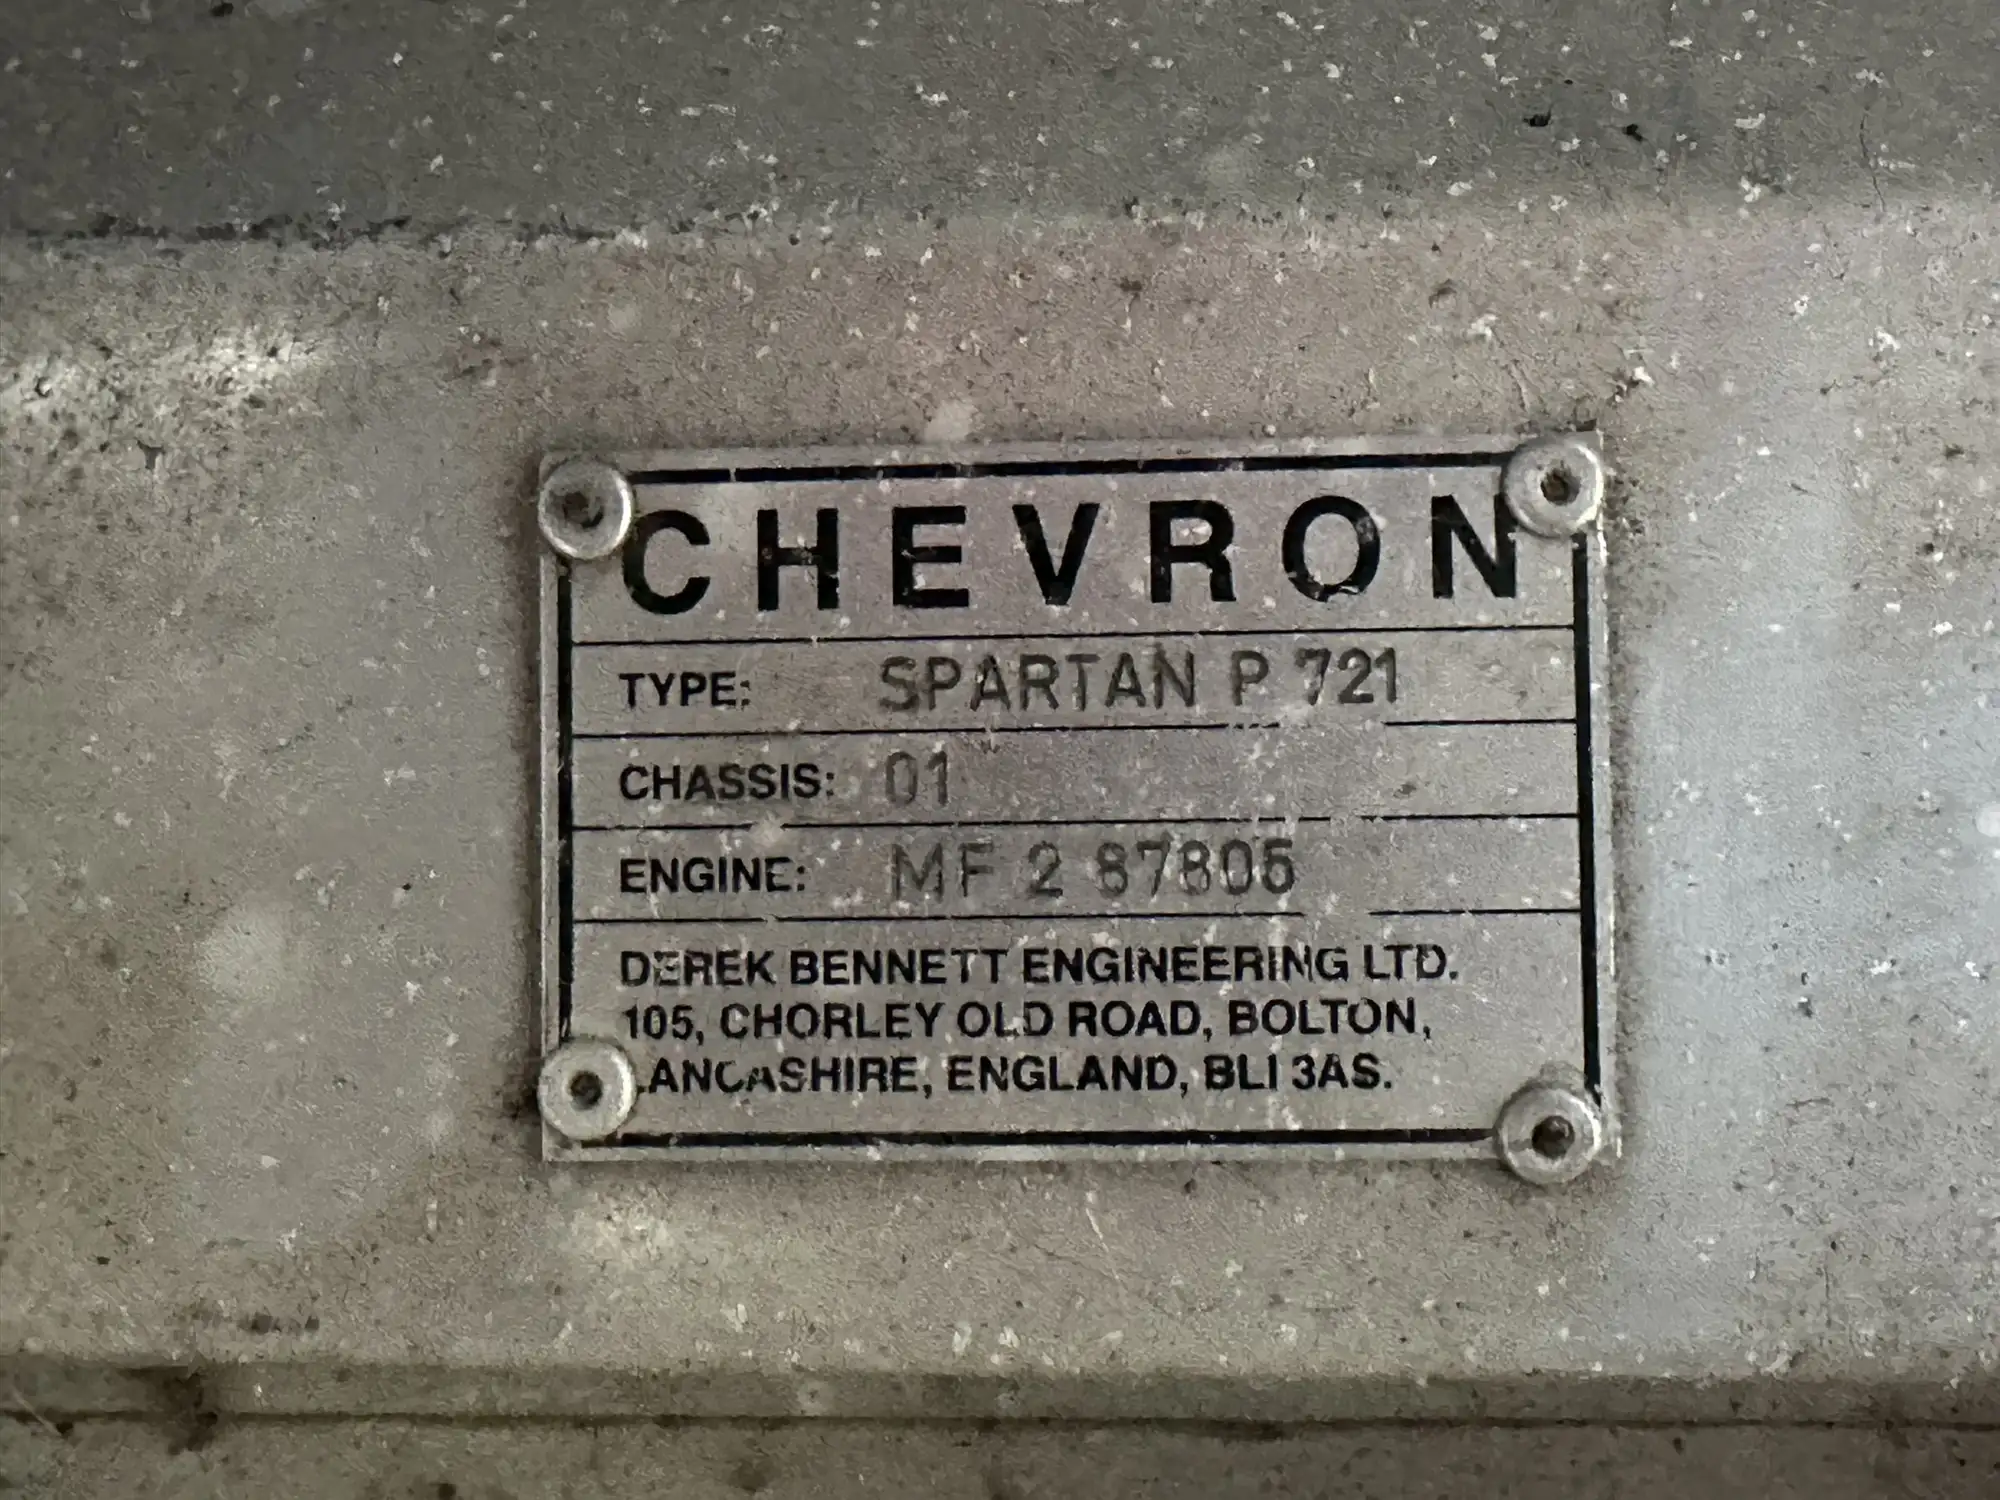 CHEVRON
TYPE: SPARTAN P 721
CHASSIS: 01
ENGINE: MF 2 87805
DEREK BENNETT ENGINEERING LTD.
105, CHORLEY OLD ROAD, BOLTON,
LANCASHIRE, ENGLAND, BLI 3AS.